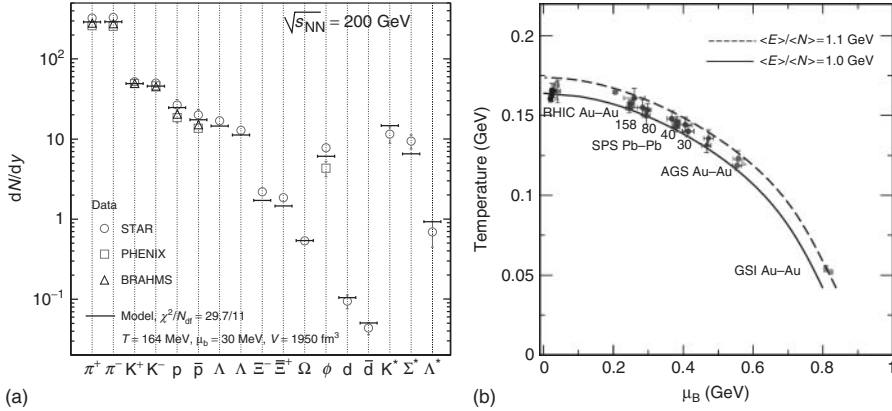 √sNN = 200 GeV
10²
10
1
10⁻¹
dN/dy
Data
STAR
PHENIX
BRAHMS
Model, χ²/Ndf = 29.7/11
T = 164 MeV, μb = 30 MeV, V = 1950 fm³
π⁺ π⁻ K⁺ K⁻ p p̄ Λ Λ Ξ⁻ Ξ̄⁺ Ω ϕ d d̄ K* Σ* Λ*
(a)
<E>/<N>=1.1 GeV
<E>/<N>=1.0 GeV
0.2
0.15
0.1
0.05
0
Temperature (GeV)
RHIC Au–Au
158
80
40
30
SPS Pb–Pb
AGS Au–Au
GSI Au–Au
0 0.2 0.4 0.6 0.8 1
μB (GeV)
(b)